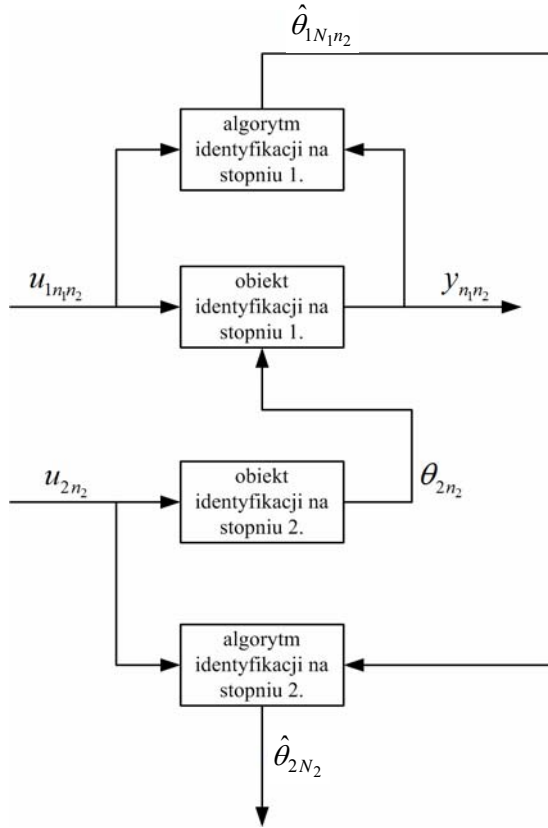 θ̂₁N₁n₂
algorytm
identyfikacji na
stopniu 1.
u₁n₁n₂
obiekt
identyfikacji na
stopniu 1.
yn₁n₂
u₂n₂
obiekt
identyfikacji na
stopniu 2.
θ₂n₂
algorytm
identyfikacji na
stopniu 2.
θ̂₂N₂